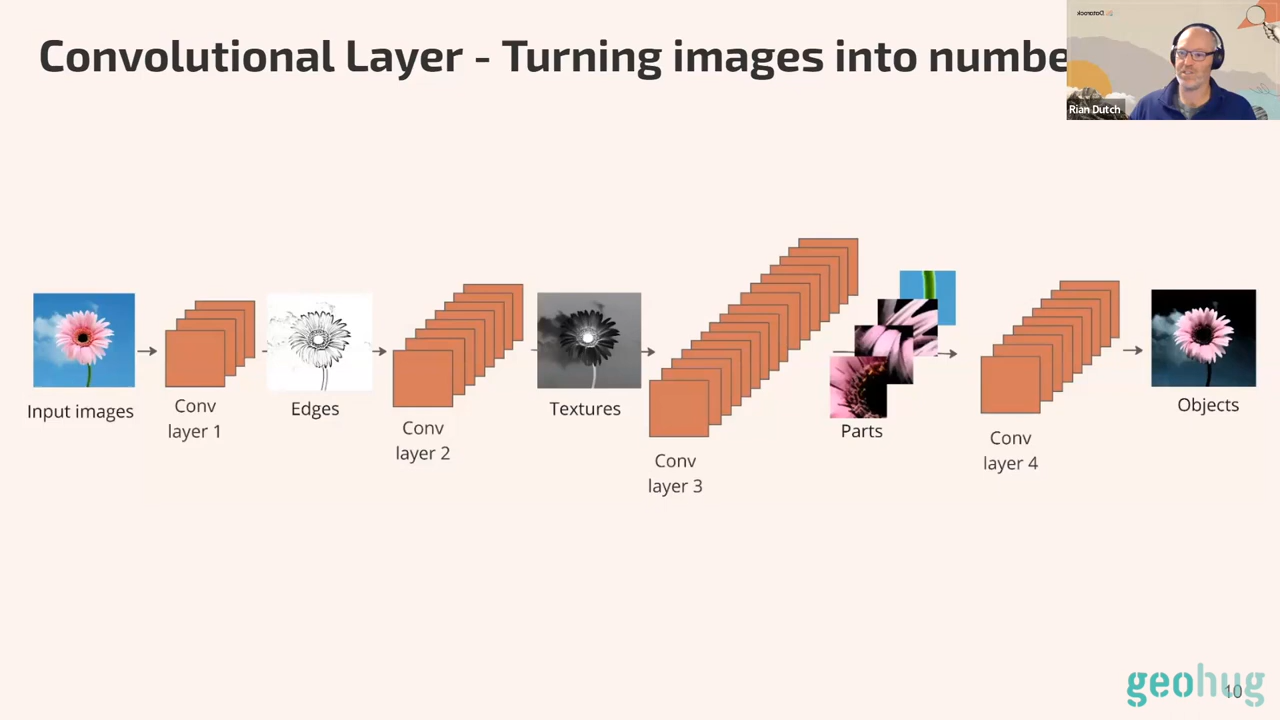 Convolutional Layer - Turning images into numbe
Rian Dutch
Input images
Conv
layer 1
Edges
Conv
layer 2
Textures
Conv
layer 3
Parts
Conv
layer 4
Objects
geohug
10